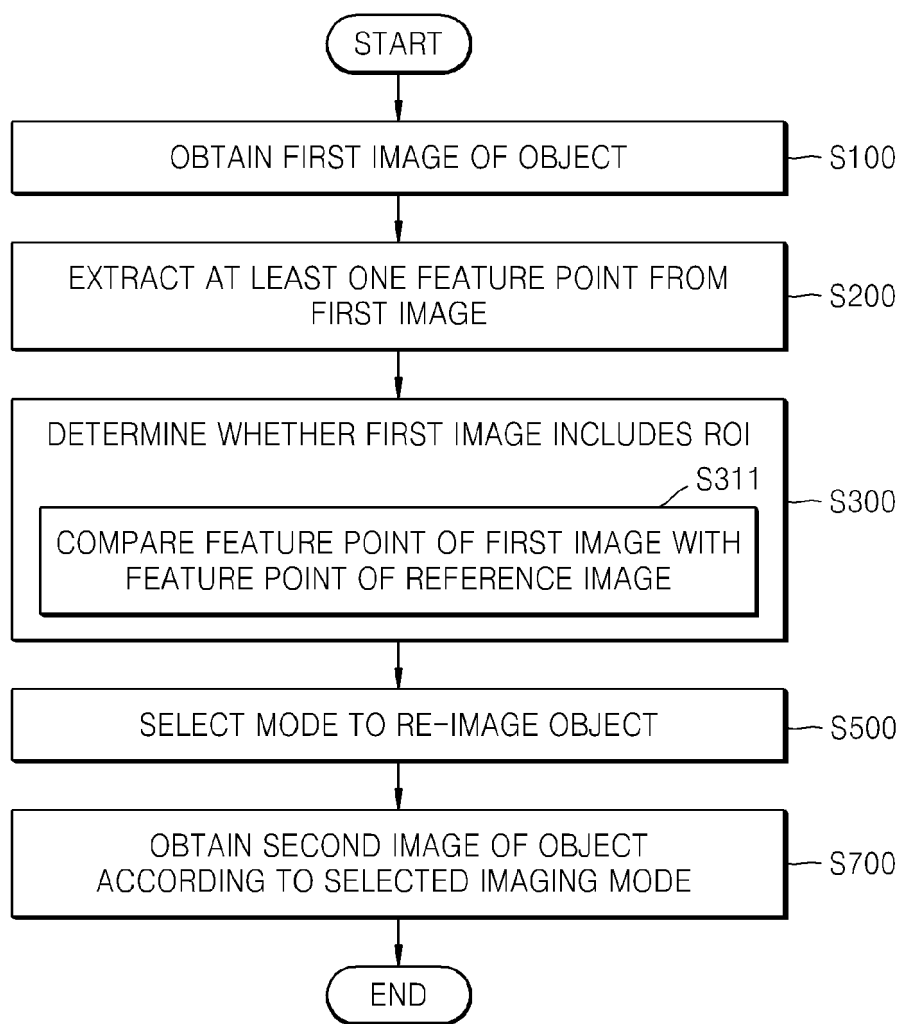 START
OBTAIN FIRST IMAGE OF OBJECT
S100
EXTRACT AT LEAST ONE FEATURE POINT FROM
FIRST IMAGE
S200
DETERMINE WHETHER FIRST IMAGE INCLUDES ROI
S311
S300
COMPARE FEATURE POINT OF FIRST IMAGE WITH
FEATURE POINT OF REFERENCE IMAGE
SELECT MODE TO RE-IMAGE OBJECT
S500
OBTAIN SECOND IMAGE OF OBJECT
ACCORDING TO SELECTED IMAGING MODE
S700
END